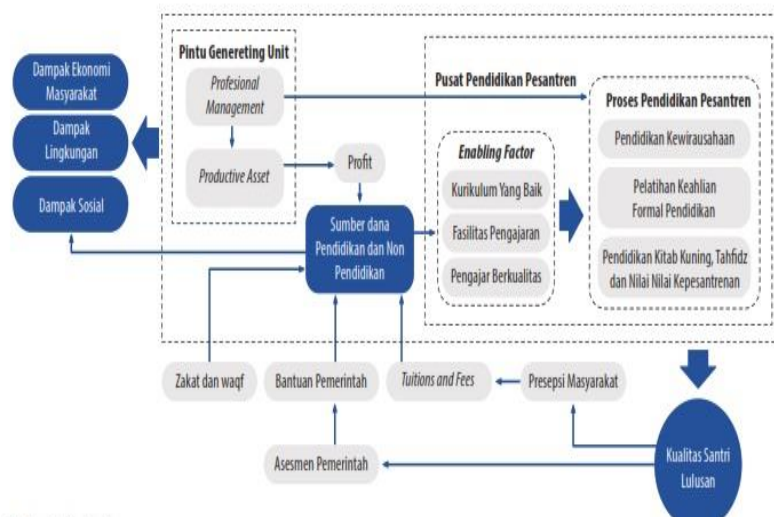 Pintu Genereting Unit
Profesional
Management
Productive Asset
Profit
Dampak Ekonomi
Masyarakat
Dampak
Lingkungan
Dampak Sosial
Pusat Pendidikan Pesantren
Enabling Factor
Kurikulum Yang Baik
Fasilitas Pengajaran
Pengajar Berkualitas
Proses Pendidikan Pesantren
Pendidikan Kewirausahaan
Pelatihan Keahlian
Formal Pendidikan
Pendidikan Kitab Kuning, Tahfidz
dan Nilai Nilai Kepesantrenan
Sumber dana
Pendidikan dan Non
Pendidikan
Zakat dan waqf
Bantuan Pemerintah
Tuitions and Fees
Presepsi Masyarakat
Asesmen Pemerintah
Kualitas Santri
Lulusan